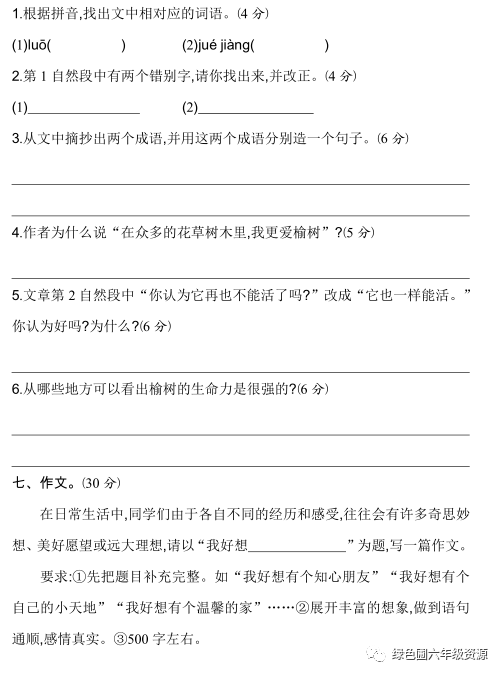 1.根据拼音,找出文中相对应的词语。(4 分)
(1)luō(                ) (2)jué jiàng(                )
2.第 1 自然段中有两个错别字,请你找出来,并改正。(4 分)
(1)________________ (2)________________
3.从文中摘抄出两个成语,并用这两个成语分别造一个句子。(6 分)
4.作者为什么说“在众多的花草树木里,我更爱榆树”?(5 分)
5.文章第 2 自然段中“你认为它再也不能活了吗?”改成“它也一样能活。”
你认为好吗?为什么?(6 分)
6.从哪些地方可以看出榆树的生命力是很强的?(6 分)
七、作文。(30 分)
在日常生活中,同学们由于各自不同的经历和感受,往往会有许多奇思妙
想、美好愿望或远大理想,请以“我好想______________”为题,写一篇作文。
要求:①先把题目补充完整。如“我好想有个知心朋友”“我好想有个
自己的小天地”“我好想有个温馨的家”……②展开丰富的想象,做到语句
通顺,感情真实。③500 字左右。
绿色圃六年级资源